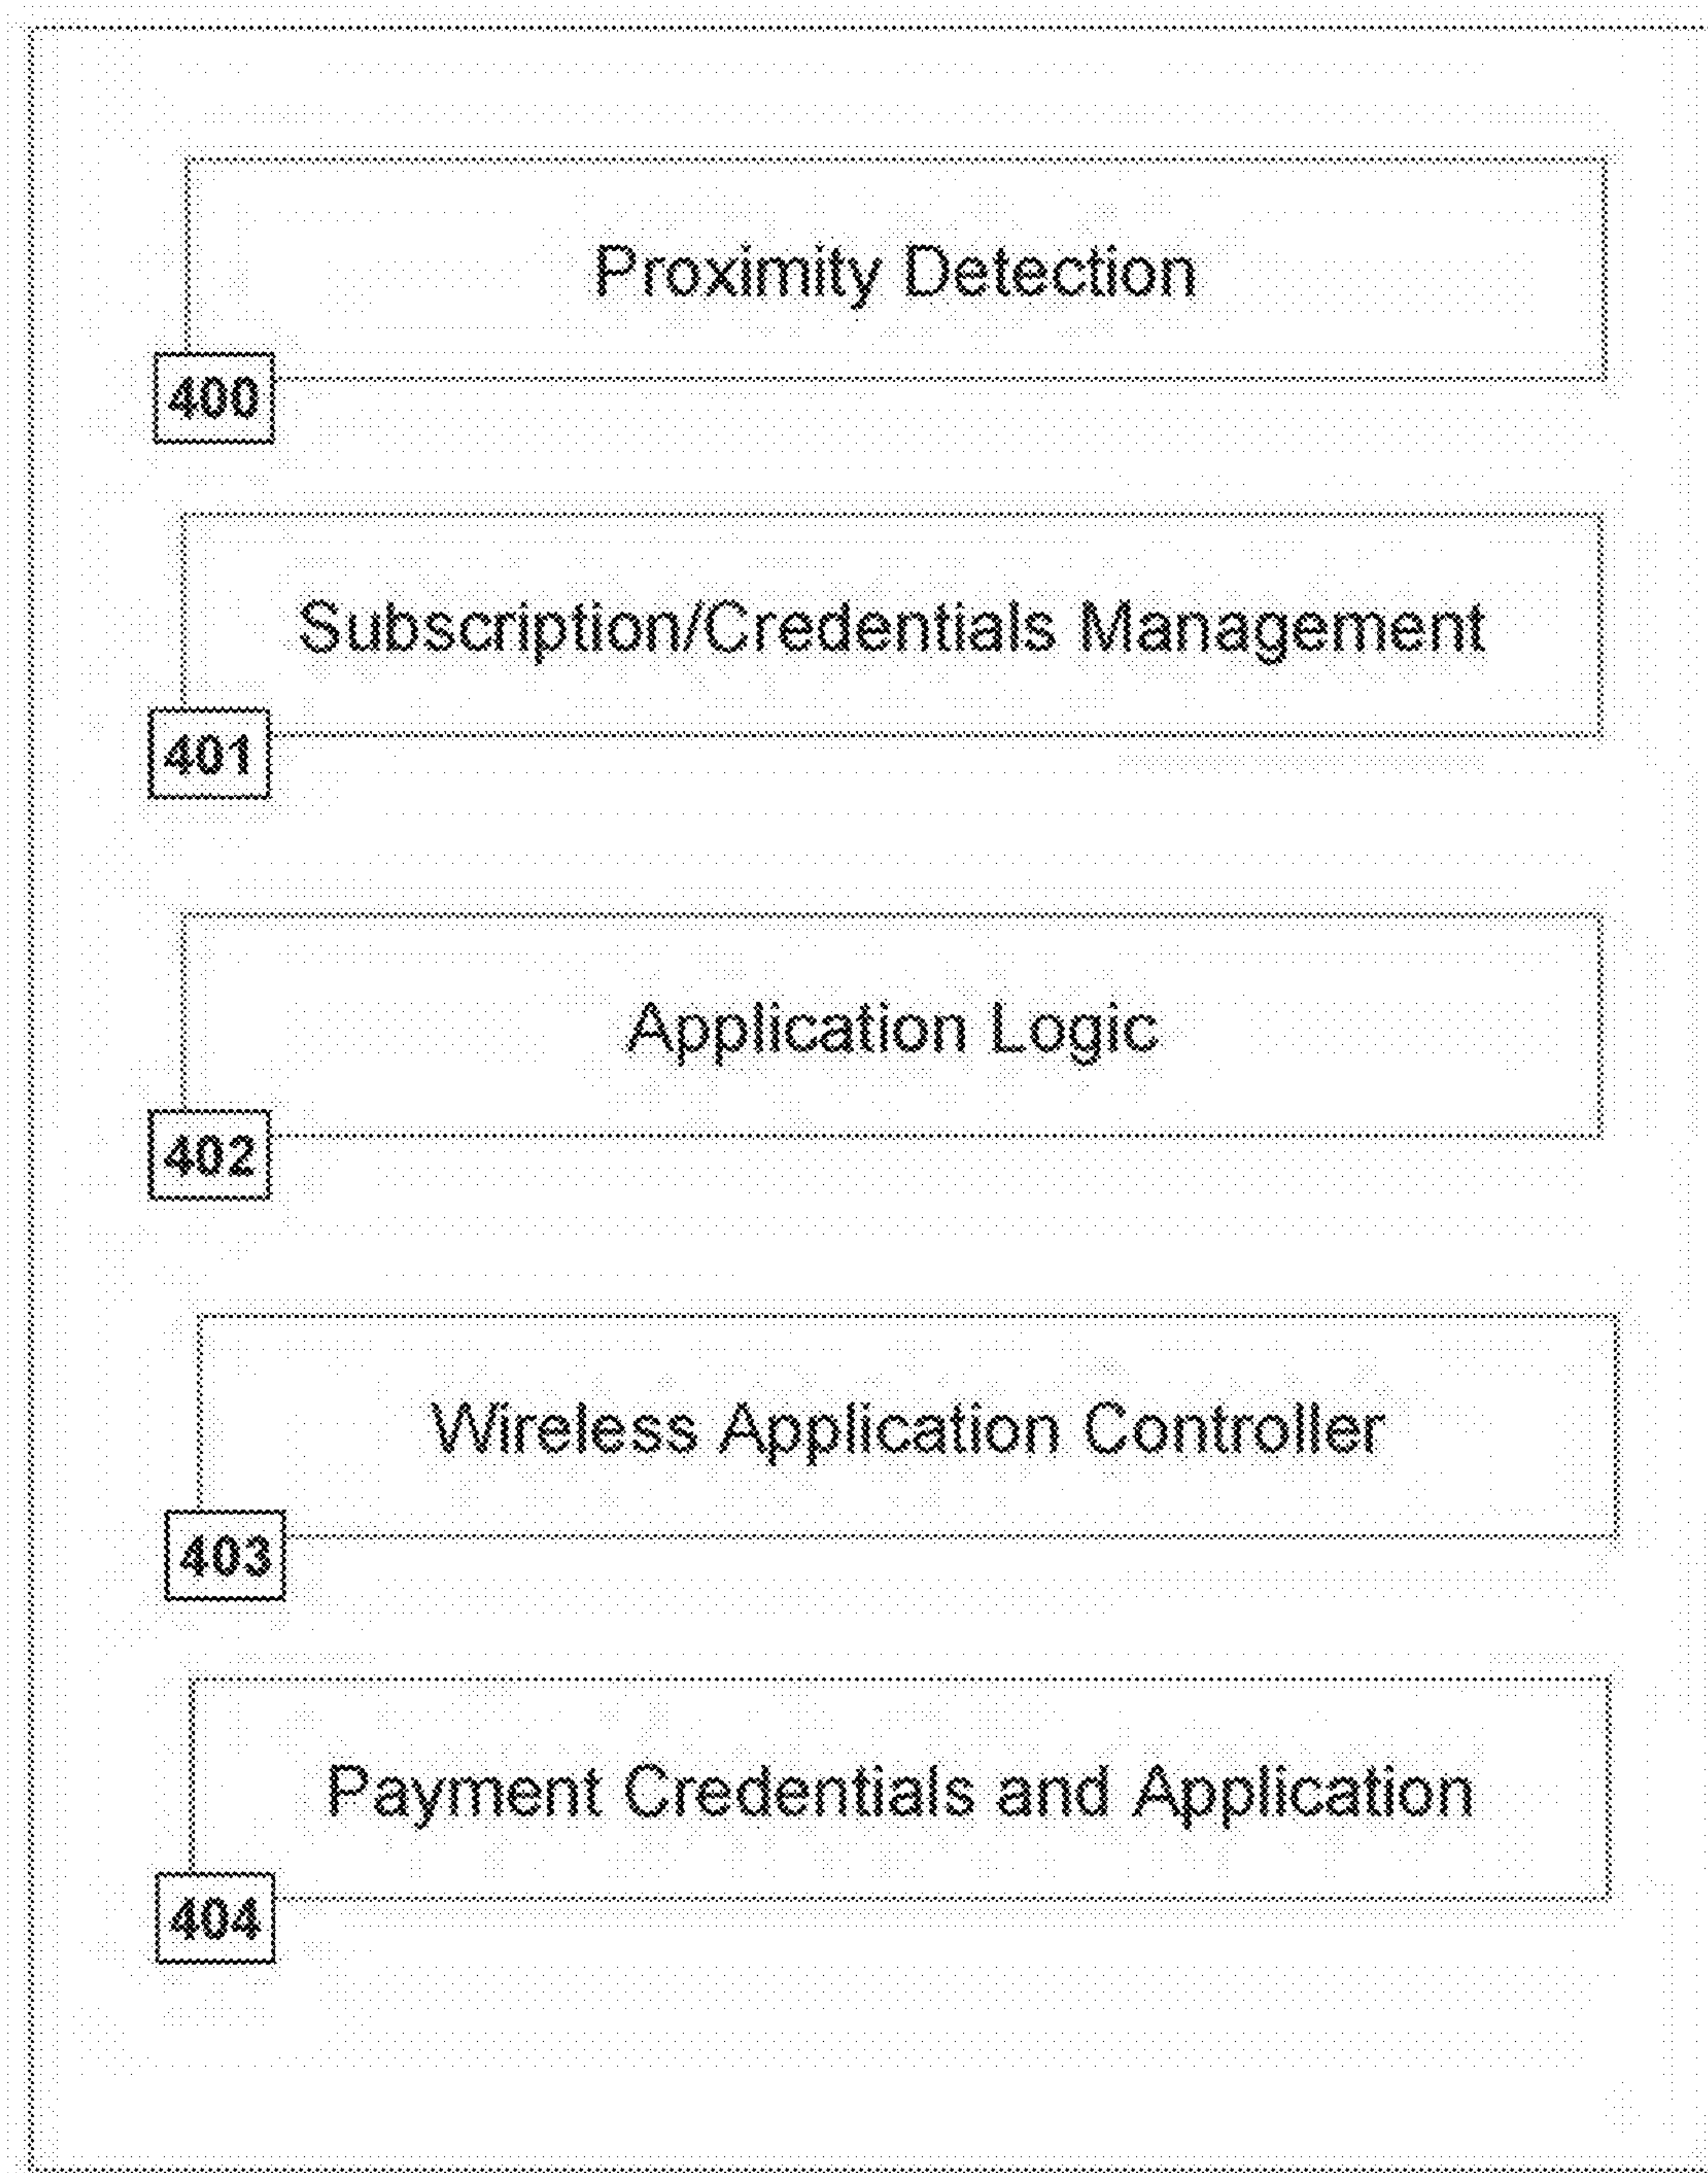 Proximity Detection
400
Subscription/Credentials Management
401
Application Logic
402
Wireless Application Controller
403
Payment Credentials and Application
404